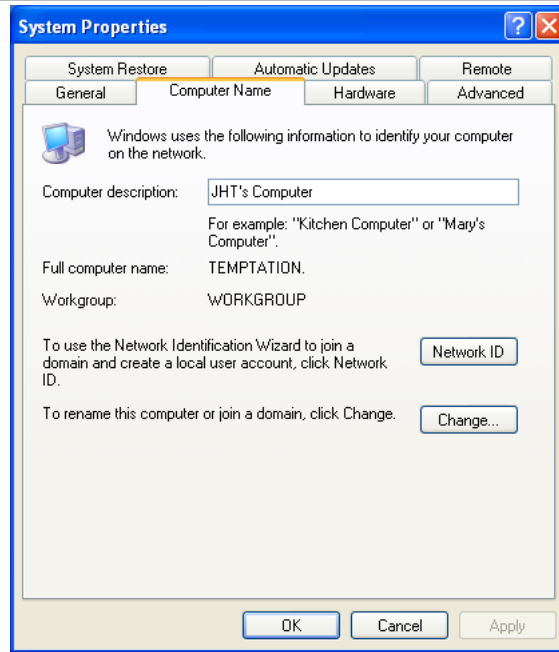 System Properties
System Restore
Automatic Updates
Remote
General
Computer Name
Hardware
Advanced
Windows uses the following information to identify your computer
on the network.
Computer description:
JHT's Computer
For example: "Kitchen Computer" or "Mary's
Computer".
Full computer name:
TEMPTATION.
Workgroup:
WORKGROUP
To use the Network Identification Wizard to join a
domain and create a local user account, click Network
ID.
Network ID
To rename this computer or join a domain, click Change.
Change...
OK
Cancel
Apply